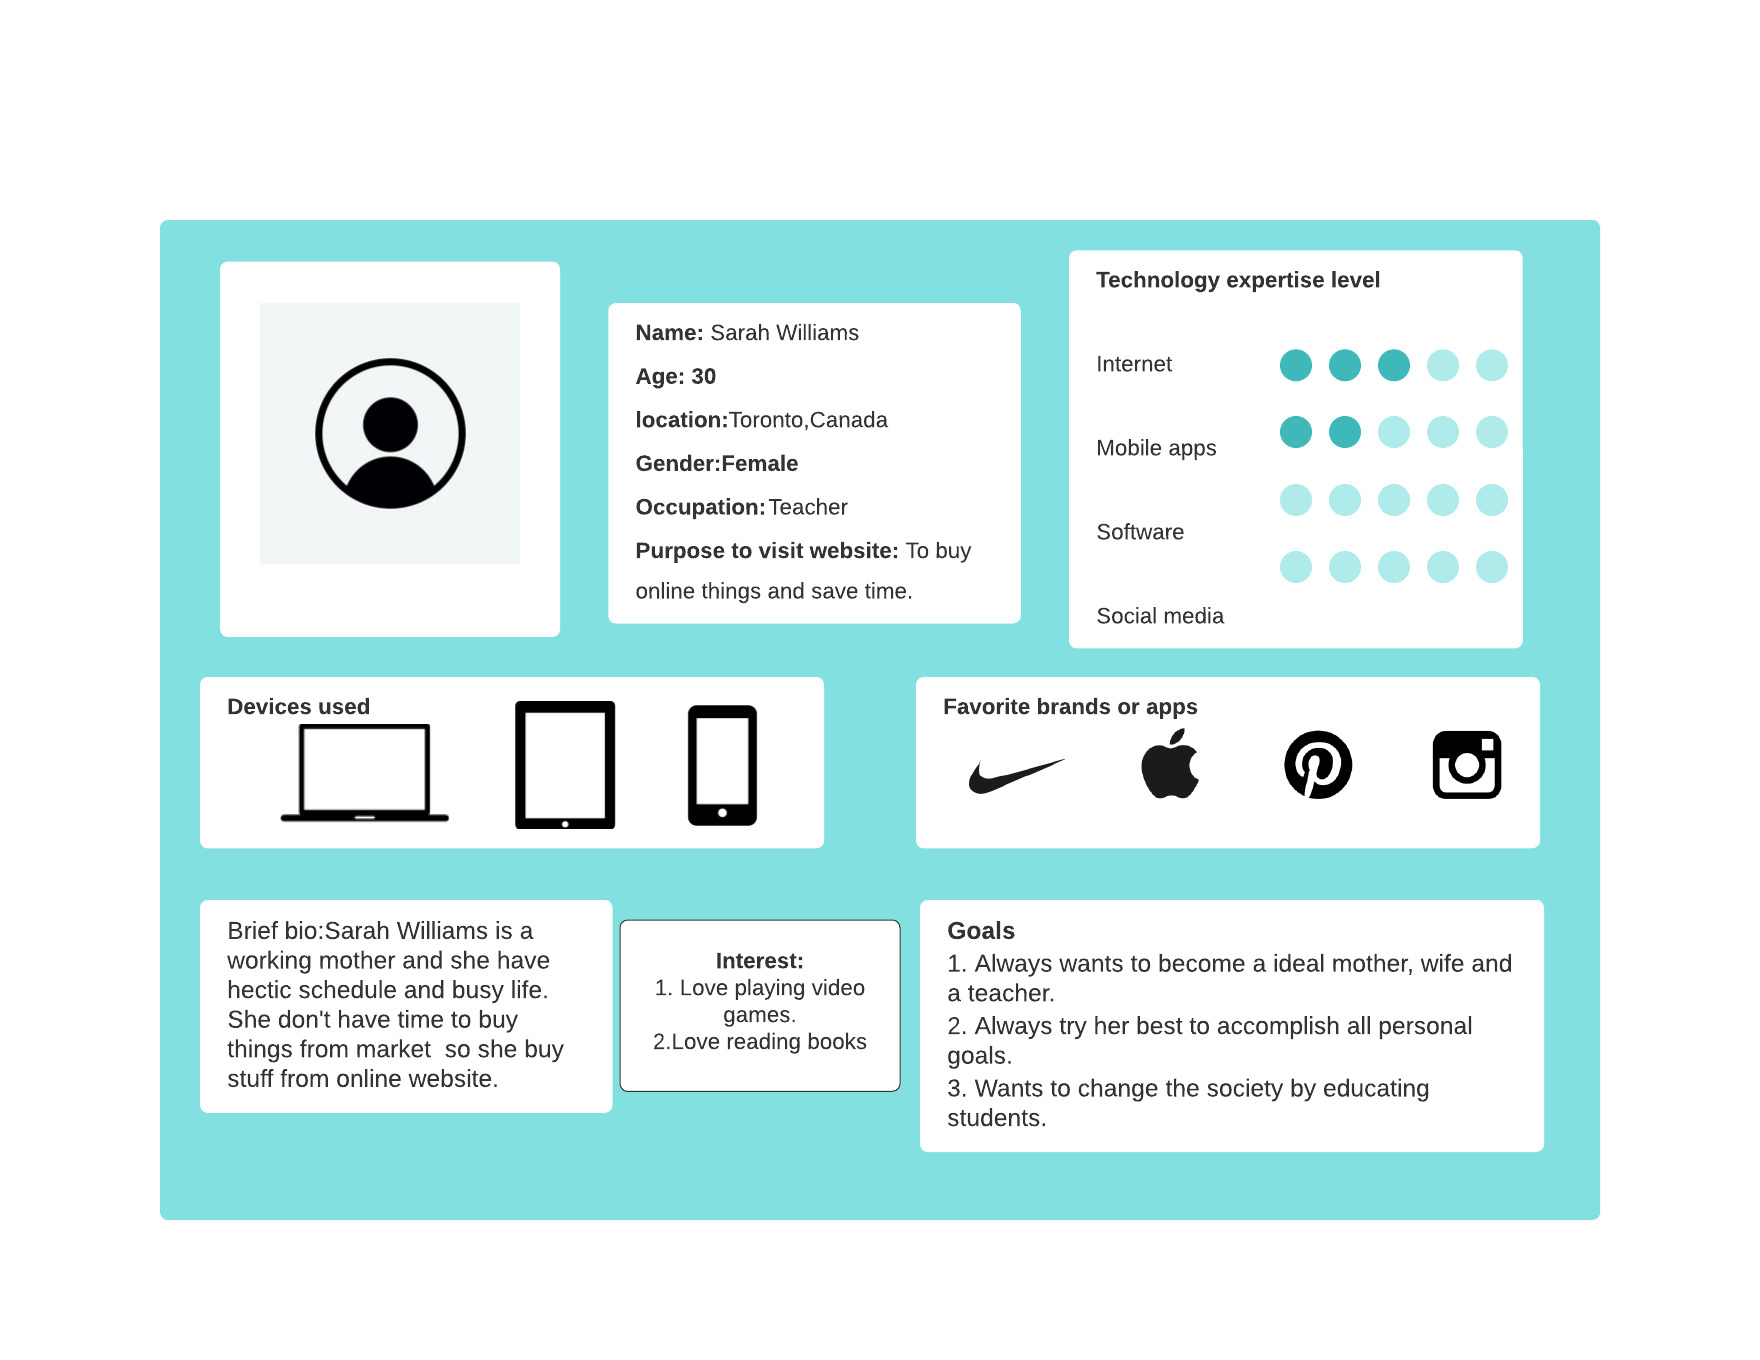 Name: Sarah Williams
Age: 30
location:Toronto,Canada
Gender:Female
Occupation:Teacher
Purpose to visit website: To buy
online things and save time.
Technology expertise level
Internet
Mobile apps
Software
Social media
Devices used
Favorite brands or apps
Brief bio:Sarah Williams is a
working mother and she have
hectic schedule and busy life.
She don't have time to buy
things from market  so she buy
stuff from online website.
Interest:
1. Love playing video
games.
2.Love reading books
Goals
1. Always wants to become a ideal mother, wife and
a teacher.
2. Always try her best to accomplish all personal
goals.
3. Wants to change the society by educating
students.